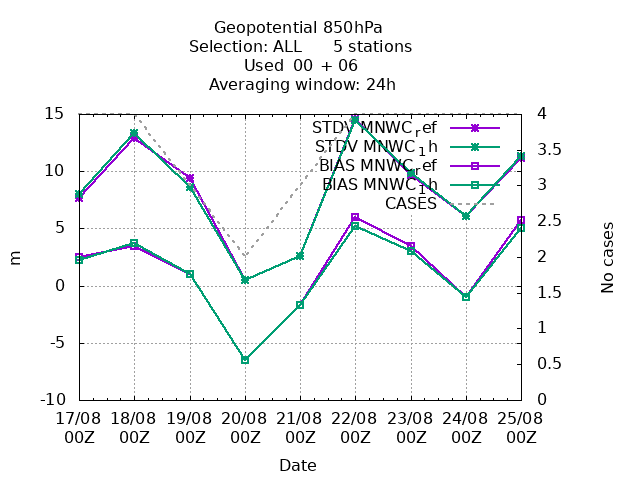 Geopotential 850hPa
Selection: ALL 5 stations
Used 00 + 06
Averaging window: 24h
15
10
5
0
-5
-10
m
4
3.5
3
2.5
2
1.5
1
0.5
0
No cases
STDV MNWC_ref
STDV MNWC_1h
BIAS MNWC_ref
BIAS MNWC_1h
CASES
17/08 18/08 19/08 20/08 21/08 22/08 23/08 24/08 25/08
00Z 00Z 00Z 00Z 00Z 00Z 00Z 00Z 00Z
Date